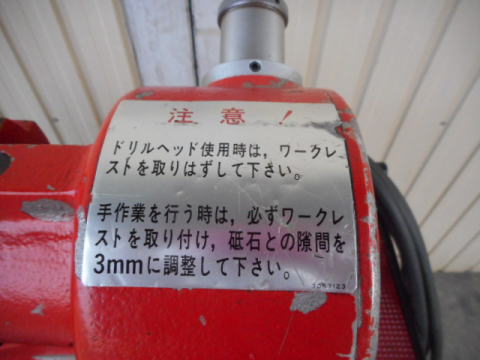 注意！
ドリルヘッド使用時は，ワークレ
ストを取りはずして下さい。
手作業を行う時は，必ずワークレ
ストを取り付け，砥石との隙間を
3mmに調整して下さい。